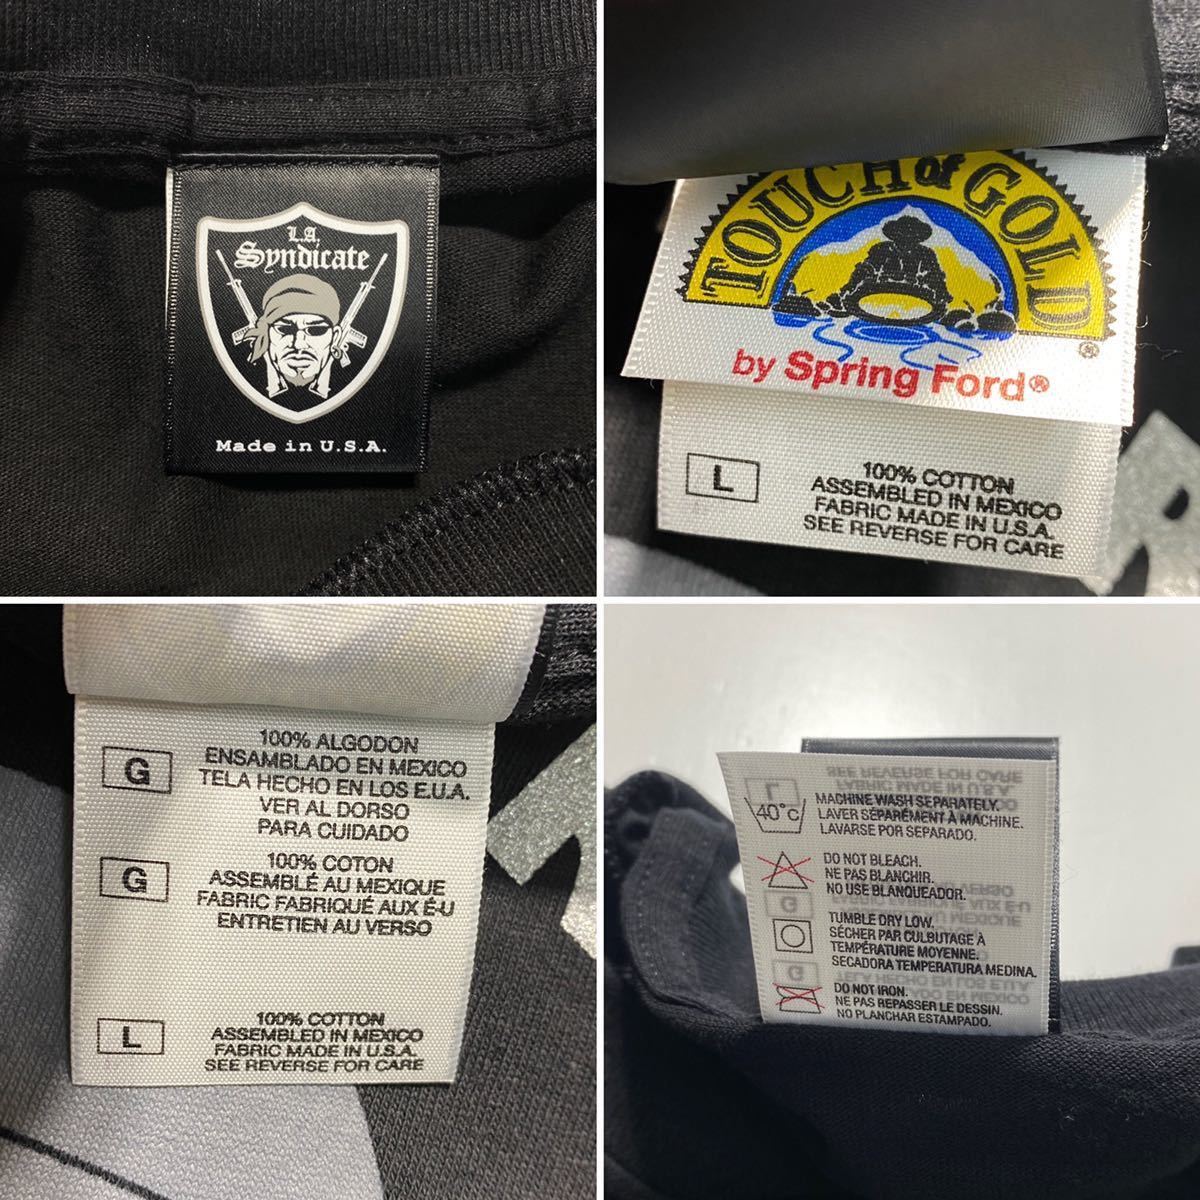 L.A.
Syndicate
Made in U.S.A.
TOUCH of GOLD®
by Spring Ford®
L
100% COTTON
ASSEMBLED IN MEXICO
FABRIC MADE IN U.S.A.
SEE REVERSE FOR CARE
G
100% ALGODON
ENSAMBLADO EN MEXICO
TELA HECHO EN LOS E.U.A.
VER AL DORSO
PARA CUIDADO
G
100% COTON
ASSEMBLÉ AU MEXIQUE
FABRIC FABRIQUÉ AUX É-U
ENTRETIEN AU VERSO
L
100% COTTON
ASSEMBLED IN MEXICO
FABRIC MADE IN U.S.A.
SEE REVERSE FOR CARE
40°C
MACHINE WASH SEPARATELY.
LAVER SÉPARÉMENT À MACHINE.
LAVARSE POR SEPARADO.
DO NOT BLEACH.
NE PAS BLANCHIR.
NO USE BLANQUEADOR.
TUMBLE DRY LOW.
SÉCHER PAR CULBUTAGE À
TEMPÉRATURE MOYENNE.
SECADORA TEMPERATURA MEDINA.
DO NOT IRON.
NE PAS REPASSER LE DESSIN.
NO PLANCHAR ESTAMPADO.